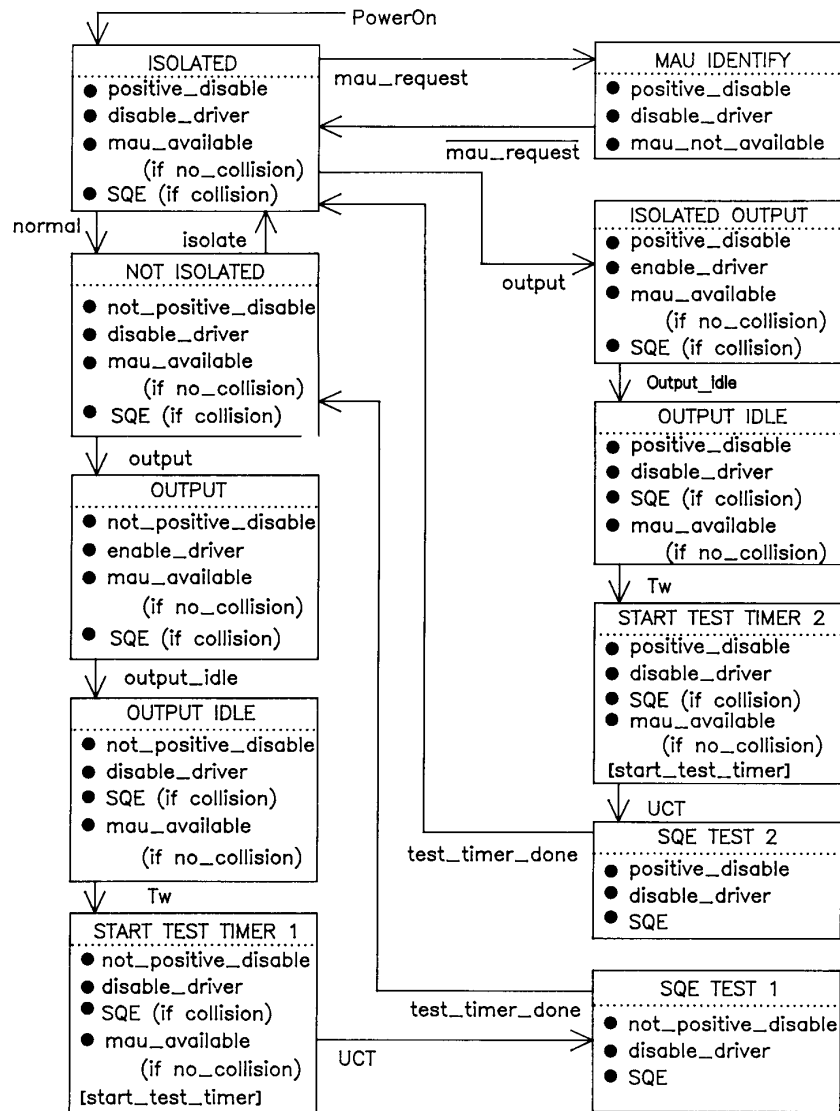 PowerOn
ISOLATED
● positive_disable
● disable_driver
● mau_available
(if no_collision)
● SQE (if collision)
mau_request
MAU IDENTIFY
● positive_disable
● disable_driver
● mau_not_available
mau_request
normal
isolate
output
ISOLATED OUTPUT
● positive_disable
● enable_driver
● mau_available
(if no_collision)
● SQE (if collision)
NOT ISOLATED
● not_positive_disable
● disable_driver
● mau_available
(if no_collision)
● SQE (if collision)
Output_idle
OUTPUT IDLE
● positive_disable
● disable_driver
● SQE (if collision)
● mau_available
(if no_collision)
output
OUTPUT
● not_positive_disable
● enable_driver
● mau_available
(if no_collision)
● SQE (if collision)
Tw
START TEST TIMER 2
● positive_disable
● disable_driver
● SQE (if collision)
● mau_available
(if no_collision)
[start_test_timer]
output_idle
OUTPUT IDLE
● not_positive_disable
● disable_driver
● SQE (if collision)
● mau_available
(if no_collision)
UCT
SQE TEST 2
● positive_disable
● disable_driver
● SQE
test_timer_done
Tw
START TEST TIMER 1
● not_positive_disable
● disable_driver
● SQE (if collision)
● mau_available
(if no_collision)
[start_test_timer]
UCT
test_timer_done
SQE TEST 1
● not_positive_disable
● disable_driver
● SQE